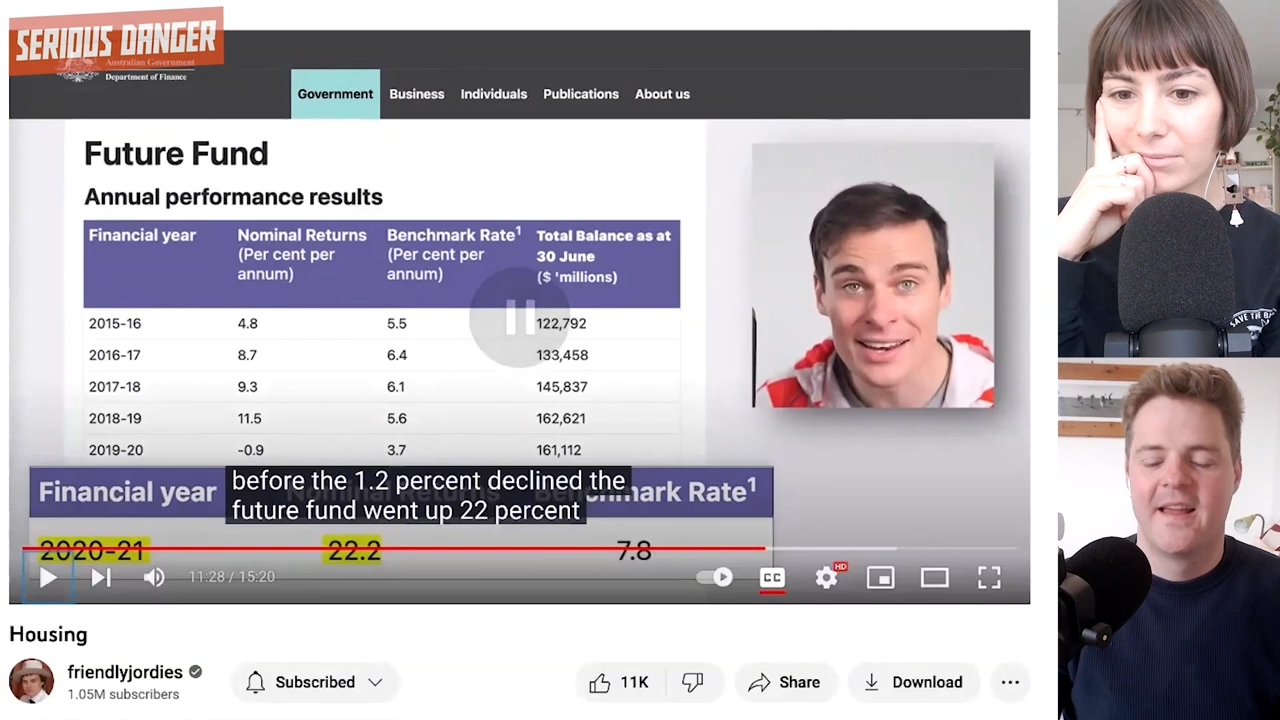 SERIOUS DANGER
Australian Government
Department of Finance
Government Business Individuals Publications About us
Future Fund
Annual performance results
Financial year Nominal Returns (Per cent per annum) Benchmark Rate1 (Per cent per annum) Total Balance as at 30 June ($ 'millions)
2015-16 4.8 5.5 122,792
2016-17 8.7 6.4 133,458
2017-18 9.3 6.1 145,837
2018-19 11.5 5.6 162,621
2019-20 -0.9 3.7 161,112
Financial year Nominal Returns Benchmark Rate1
before the 1.2 percent declined the
future fund went up 22 percent
2020-21 22.2 7.8
11:28 / 15:20
CC
HD
Housing
friendlyjordies
1.05M subscribers
Subscribed
11K
Share
Download
SAVE THE